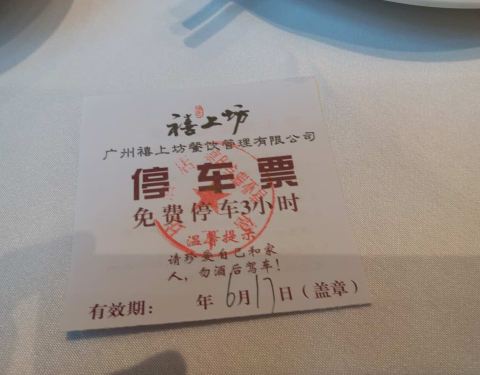 禧上坊
广州禧上坊餐饮管理有限公司
停车票
免费停车3小时
温馨提示
请珍爱自己和家
人，勿酒后驾车！
有效期：　年6月17日（盖章）